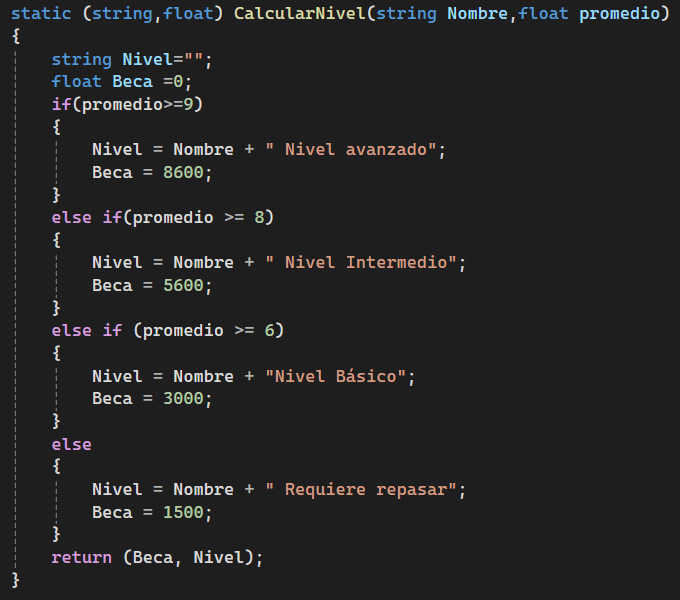 static (string,float) CalcularNivel(string Nombre,float promedio)
{
    string Nivel="";
    float Beca =0;
    if(promedio>=9)
    {
        Nivel = Nombre + " Nivel avanzado";
        Beca = 8600;
    }
    else if(promedio >= 8)
    {
        Nivel = Nombre + " Nivel Intermedio";
        Beca = 5600;
    }
    else if (promedio >= 6)
    {
        Nivel = Nombre + "Nivel Básico";
        Beca = 3000;
    }
    else
    {
        Nivel = Nombre + " Requiere repasar";
        Beca = 1500;
    }
    return (Beca, Nivel);
}